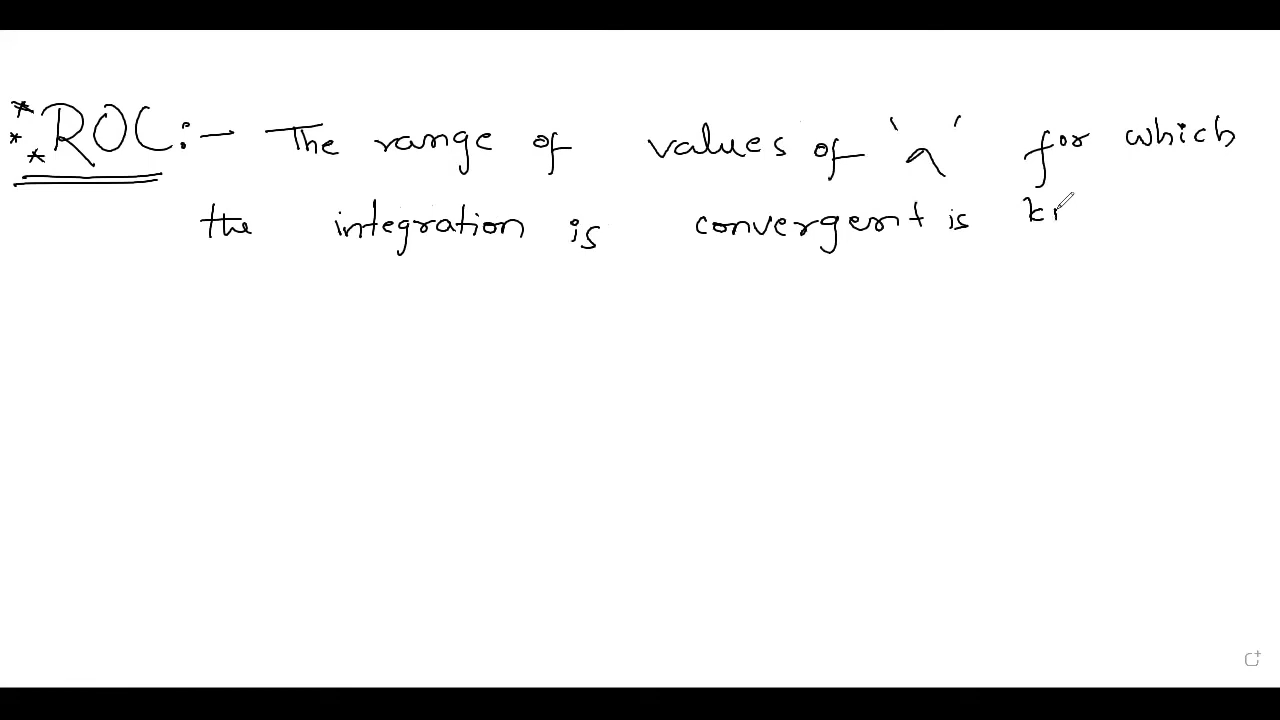 *** ROC:- The range of values of ' ' for which
the integration is convergent is